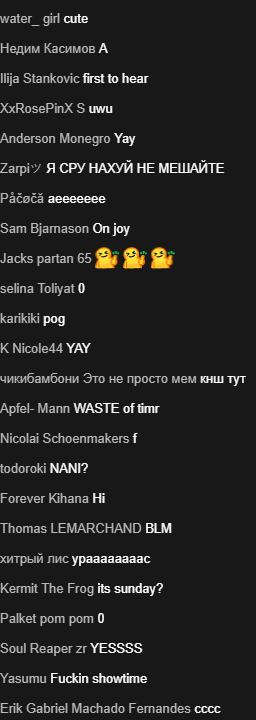 water_ girl cute
Недим Касимов А
Ilija Stankovic first to hear
XxRosePinX S uwu
Anderson Monegro Yay
Zarpiツ Я СРУ НАХУЙ НЕ МЕШАЙТЕ
Påčøčă aeeeeeee
Sam Bjarnason On joy
Jacks partan 65
selina Toliyat 0
karikiki pog
K Nicole44 YAY
чикибамбони Это не просто мем кнш тут
Apfel- Mann WASTE of timr
Nicolai Schoenmakers f
todoroki NANI?
Forever Kihana Hi
Thomas LEMARCHAND BLM
хитрый лис урааааааааас
Kermit The Frog its sunday?
Palket pom pom 0
Soul Reaper zr YESSSS
Yasumu Fuckin showtime
Erik Gabriel Machado Fernandes cccc